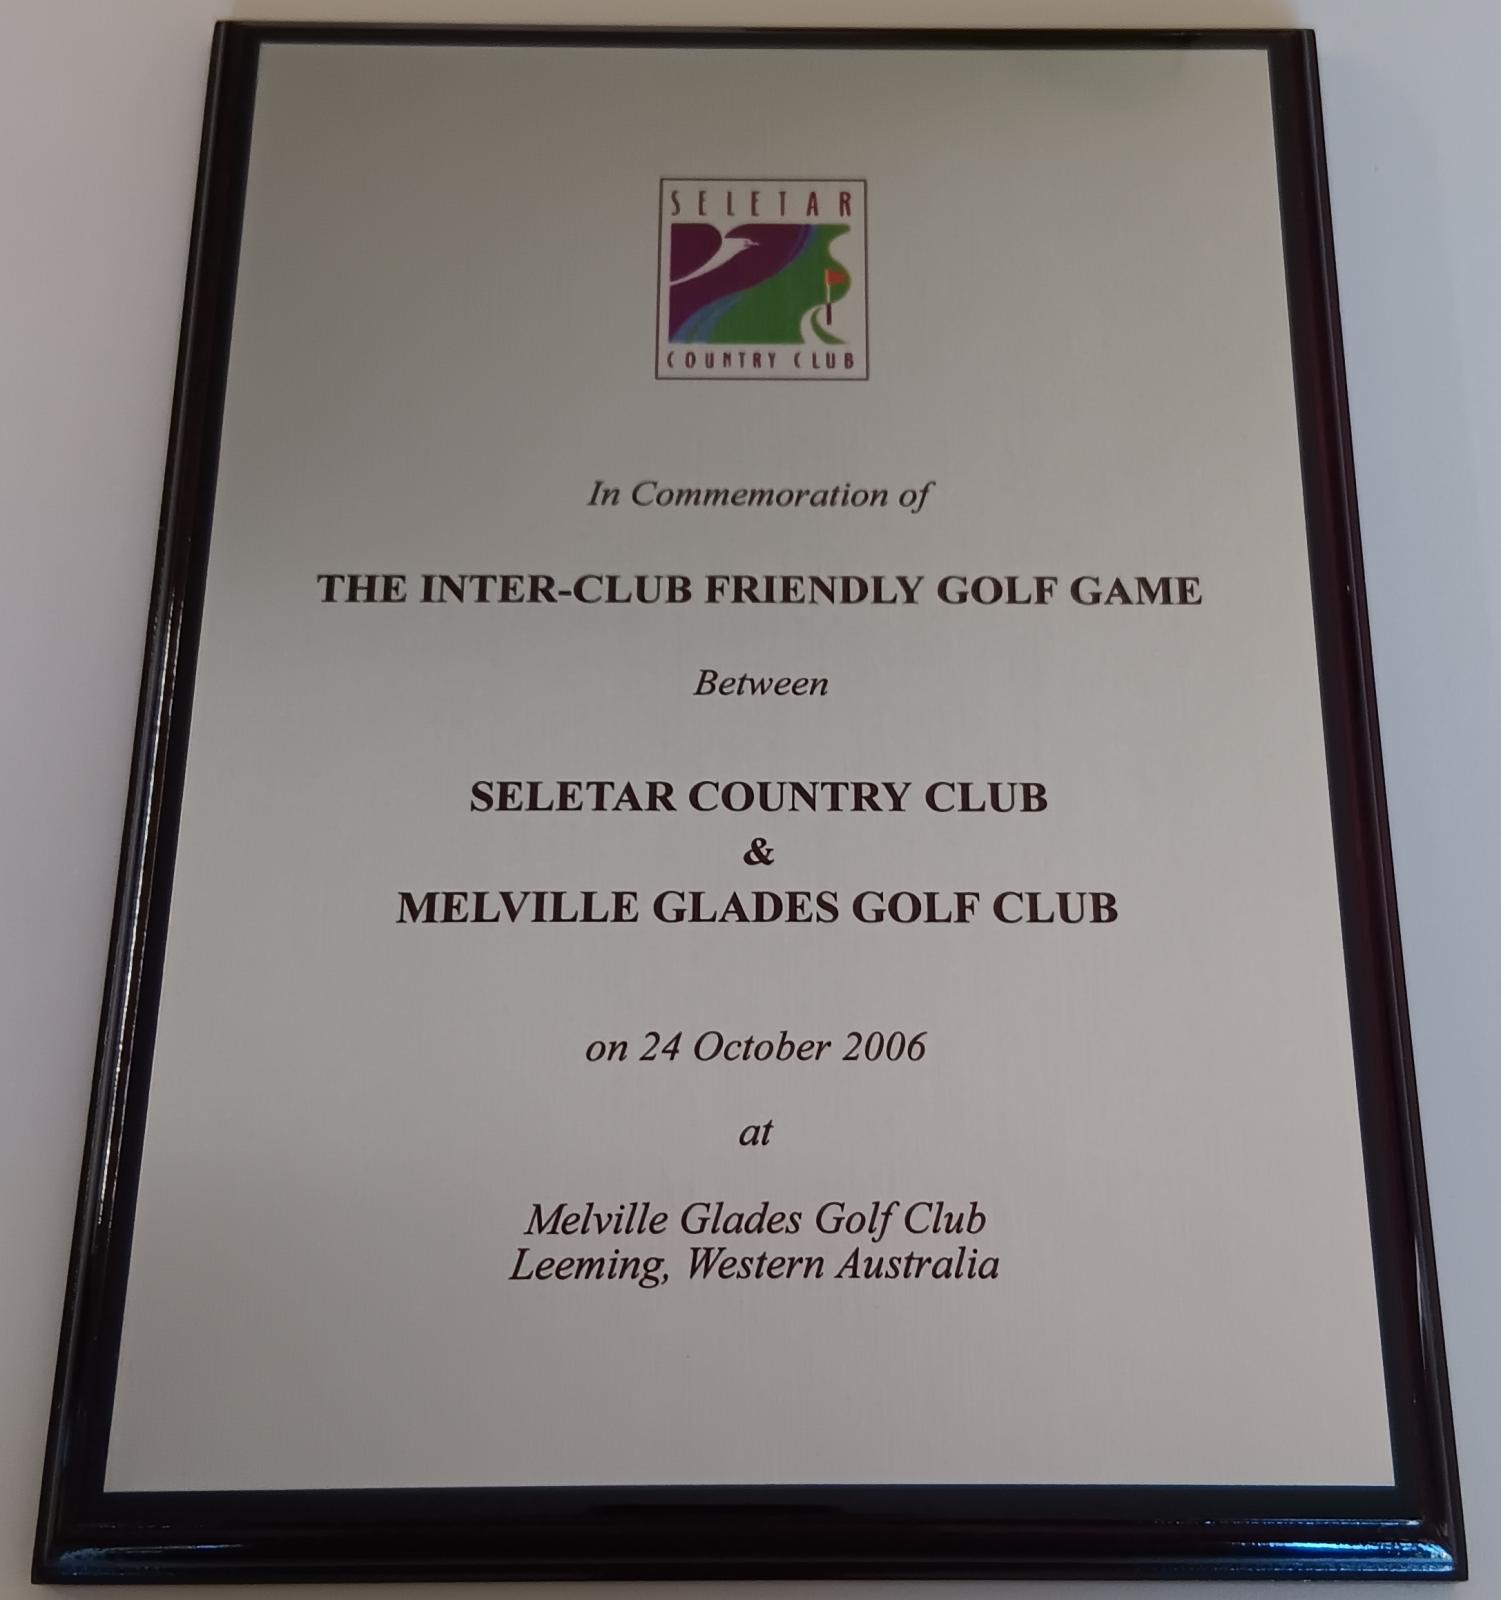 SELETAR
COUNTRY CLUB
In Commemoration of
THE INTER-CLUB FRIENDLY GOLF GAME
Between
SELETAR COUNTRY CLUB
&
MELVILLE GLADES GOLF CLUB
on 24 October 2006
at
Melville Glades Golf Club
Leeming, Western Australia